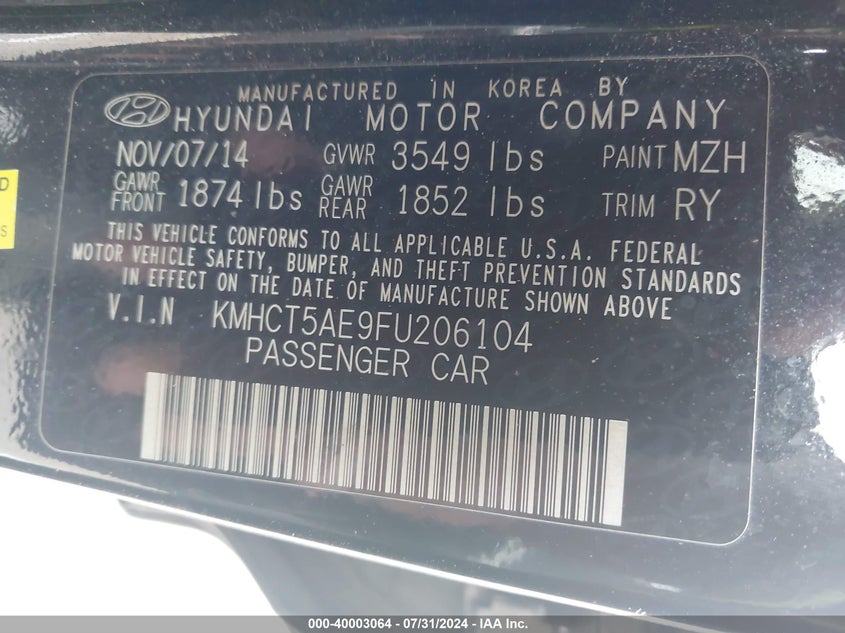 MANUFACTURED IN KOREA BY
HYUNDAI MOTOR COMPANY
NOV/07/14 GVWR 3549 lbs PAINT MZH
GAWR FRONT 1874 lbs GAWR REAR 1852 lbs TRIM RY
THIS VEHICLE CONFORMS TO ALL APPLICABLE U.S.A. FEDERAL
MOTOR VEHICLE SAFETY, BUMPER, AND THEFT PREVENTION STANDARDS
IN EFFECT ON THE DATE OF MANUFACTURE SHOWN ABOVE
V.I.N KMHCT5AE9FU206104
PASSENGER CAR
D
S
000-40003064 - 07/31/2024 - IAA Inc.